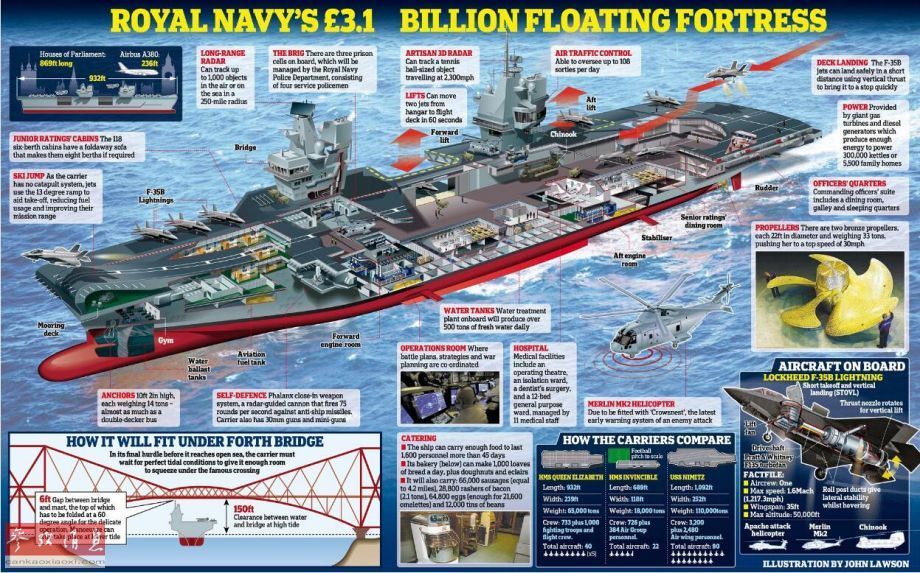 ROYAL NAVY'S £3.1 BILLION FLOATING FORTRESS
Houses of Parliament:
869ft long
Airbus A380:
236ft
932ft
LONG-RANGE
RADAR
Can track up
to 1,000 objects
in the air or on
the sea in a
250-mile radius
THE BRIG There are three prison
cells on board, which will be
managed by the Royal Navy
Police Department, consisting
of four service policemen
ARTISAN 3D RADAR
Can track a tennis
ball-sized object
travelling at 2,300mph
AIR TRAFFIC CONTROL
Able to oversee up to 108
sorties per day
DECK LANDING The F-35B
jets can land safely in a short
distance using vertical thrust
to bring it to a stop quickly
LIFTS Can move
two jets from
hangar to flight
deck in 60 seconds
Forward
lift
Aft
lift
Chinook
POWER Provided
by giant gas
turbines and diesel
generators which
produce enough
energy to power
300,000 kettles or
5,500 family homes
JUNIOR RATINGS' CABINS The 118
six-berth cabins have a foldaway sofa
that makes them eight berths if required
Bridge
SKI JUMP As the carrier
has no catapult system, jets
use the 13 degree ramp to
aid take-off, reducing fuel
usage and improving their
mission range
F-35B
Lightnings
Rudder
OFFICERS' QUARTERS
Commanding officers' suite
includes a dining room,
galley and sleeping quarters
Senior ratings'
dining room
Stabiliser
Aft engine
room
PROPELLERS There are two bronze propellers,
each 22ft in diameter and weighing 33 tons,
pushing her to a top speed of 30mph
Mooring
deck
Gym
Water
ballast
tanks
Aviation
fuel tank
Forward
engine room
WATER TANKS Water treatment
plant onboard will produce over
500 tons of fresh water daily
OPERATIONS ROOM Where
battle plans, strategies and war
planning are co-ordinated
HOSPITAL
Medical facilities
include an
operating theatre,
an isolation ward,
a dentist's surgery,
and a 12-bed
general purpose
ward, managed by
11 medical staff
MERLIN MK2 HELICOPTER
Due to be fitted with 'Crowsnest', the latest
early warning system of an enemy attack
ANCHORS 10ft 2in high,
each weighing 14 tons –
almost as much as a
double-decker bus
SELF-DEFENCE Phalanx close-in weapon
system, a radar-guided cannon that fires 75
rounds per second against anti-ship missiles.
Carrier also has 30mm guns and mini-guns
HOW IT WILL FIT UNDER FORTH BRIDGE
In its final hurdle before it reaches open sea, the carrier must
wait for perfect tidal conditions to give it enough room
to squeeze under the famous crossing
6ft Gap between bridge
and mast, the top of which
has to be folded at a 60
degree angle for the delicate
operation. Manoeuvre can
take place at lower tide
150ft
Clearance between water
and bridge at high tide
CATERING
The ship can carry enough food to last
1,600 personnel more than 45 days
Its bakery (below) can make 1,000 loaves
of bread a day, plus doughnuts and eclairs
It will also carry: 66,000 sausages (equal
to 4.2 miles), 28,800 rashers of bacon
(2.1 tons), 64,800 eggs (enough for 21,600
omelettes) and 12,000 tins of beans
HOW THE CARRIERS COMPARE
Football
pitch to scale
HMS QUEEN ELIZABETH
Length: 932ft
Width: 239ft
Weight: 65,000 tons
Crew: 733 plus 1,000
fighting troops and
flight crew.
Total aircraft: 40
HMS INVINCIBLE
Length: 689ft
Width: 118ft
Weight: 18,000 tons
Crew: 726 plus
384 Air Group
Personnel.
Total aircraft: 22
USS NIMITZ
Length: 1,092ft
Width: 252ft
Weight: 110,000tons
Crew: 3,200
plus 2,480
Air wing personnel.
Total aircraft: 90
AIRCRAFT ON BOARD
LOCKHEED F-35B LIGHTNING
Short takeoff and vertical
landing (STOVL)
Thrust nozzle rotates
for vertical lift
Lift
fan
Driveshaft
Pratt & Whitney
F135 turbofan
FACTFILE:
Aircrew: One
Max speed: 1.6Mach
(1,217.3mph)
Wingspan: 35ft
Max altitude: 50,000ft
Roll post ducts give
lateral stability
whilst hovering
Apache attack
helicopter
Merlin
Mk2
Chinook
ILLUSTRATION BY JOHN LAWSON
cankaoxiaoxi.com